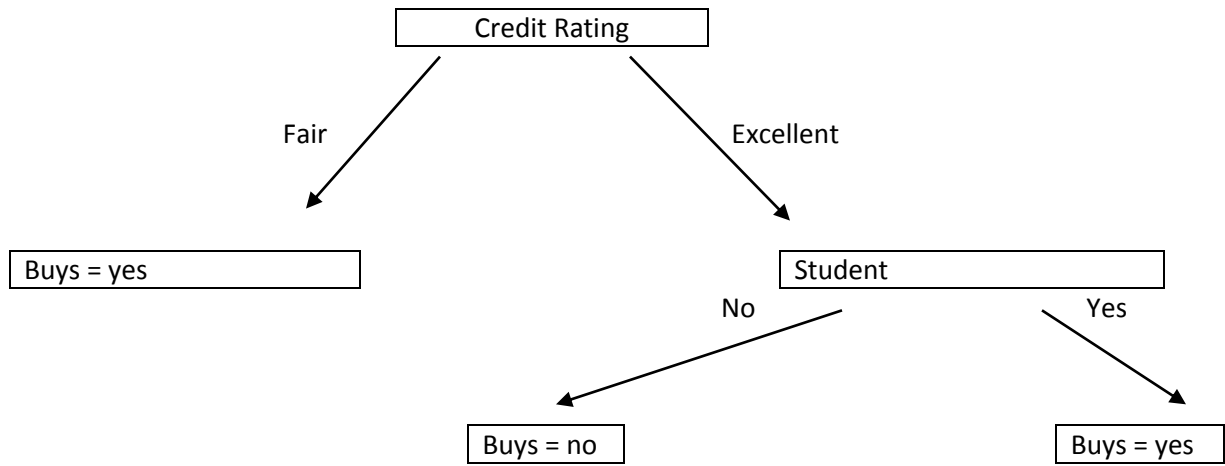 Credit Rating
Fair
Excellent
Buys = yes
Student
No
Yes
Buys = no
Buys = yes